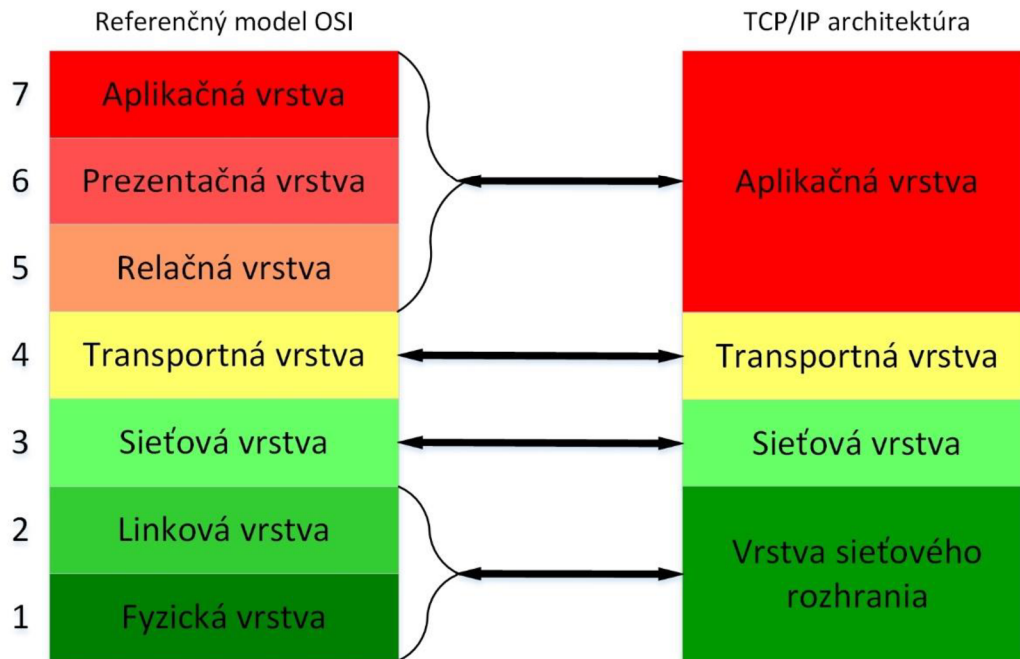 Referenčný model OSI
TCP/IP architektúra
7
Aplikačná vrstva
6
Prezentačná vrstva
Aplikačná vrstva
5
Relačná vrstva
4
Transportná vrstva
Transportná vrstva
3
Sieťová vrstva
Sieťová vrstva
2
Linková vrstva
Vrstva sieťového
rozhrania
1
Fyzická vrstva